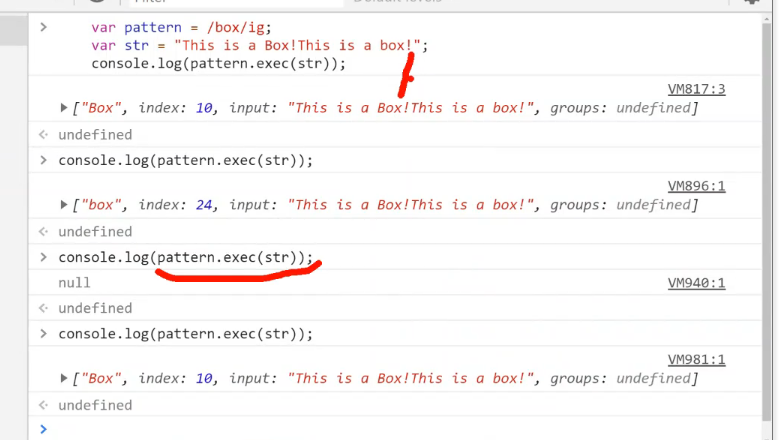 Filter
Default levels
> var pattern = /box/ig;
var str = "This is a Box!This is a box!";
console.log(pattern.exec(str));
VM817:3
▶ ["Box", index: 10, input: "This is a Box!This is a box!", groups: undefined]
undefined
> console.log(pattern.exec(str));
VM896:1
▶ ["box", index: 24, input: "This is a Box!This is a box!", groups: undefined]
undefined
> console.log(pattern.exec(str));
null
VM940:1
undefined
> console.log(pattern.exec(str));
VM981:1
▶ ["Box", index: 10, input: "This is a Box!This is a box!", groups: undefined]
undefined
>